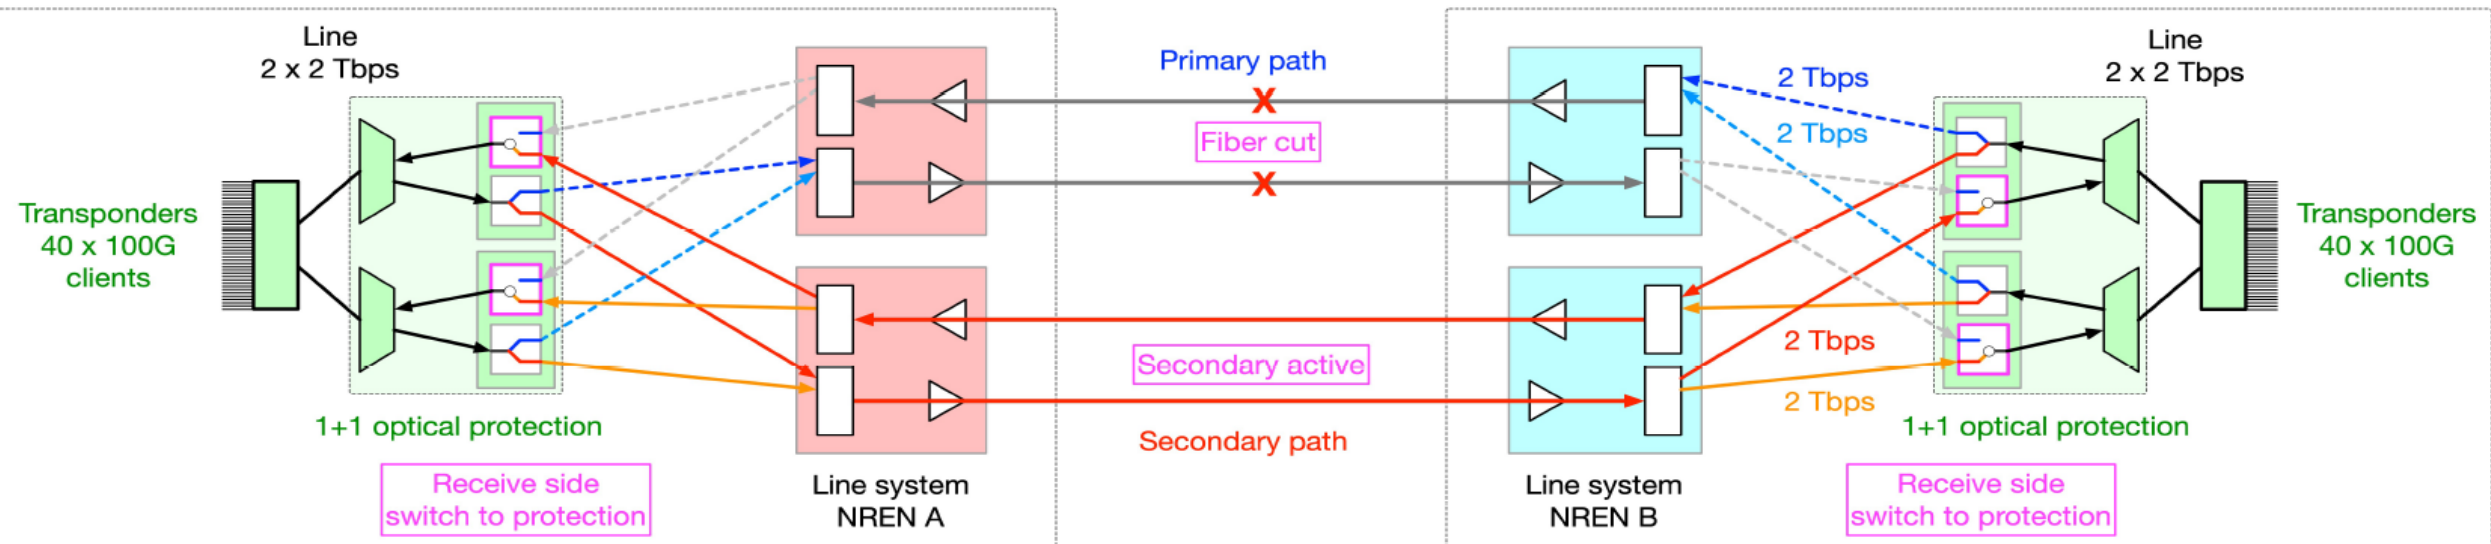 Line
2 x 2 Tbps
Transponders
40 x 100G
clients
1+1 optical protection
Receive side
switch to protection
Line system
NREN A
Primary path
X
Fiber cut
X
Secondary active
Secondary path
Line system
NREN B
2 Tbps
2 Tbps
2 Tbps
2 Tbps
Line
2 x 2 Tbps
Transponders
40 x 100G
clients
1+1 optical protection
Receive side
switch to protection